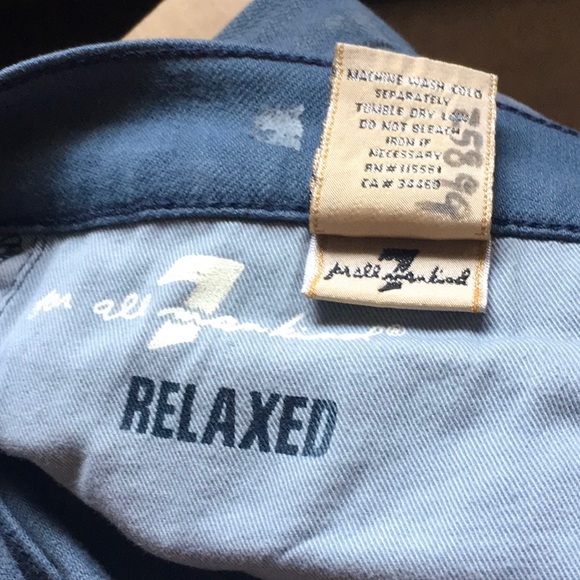 MACHINE WASH COLD
SEPARATELY
TUMBLE DRY LOW
DO NOT BLEACH
IRON IF
NECESSARY
RN# 115581
CA# 34469
7
for all mankind
7
for all mankind®
RELAXED